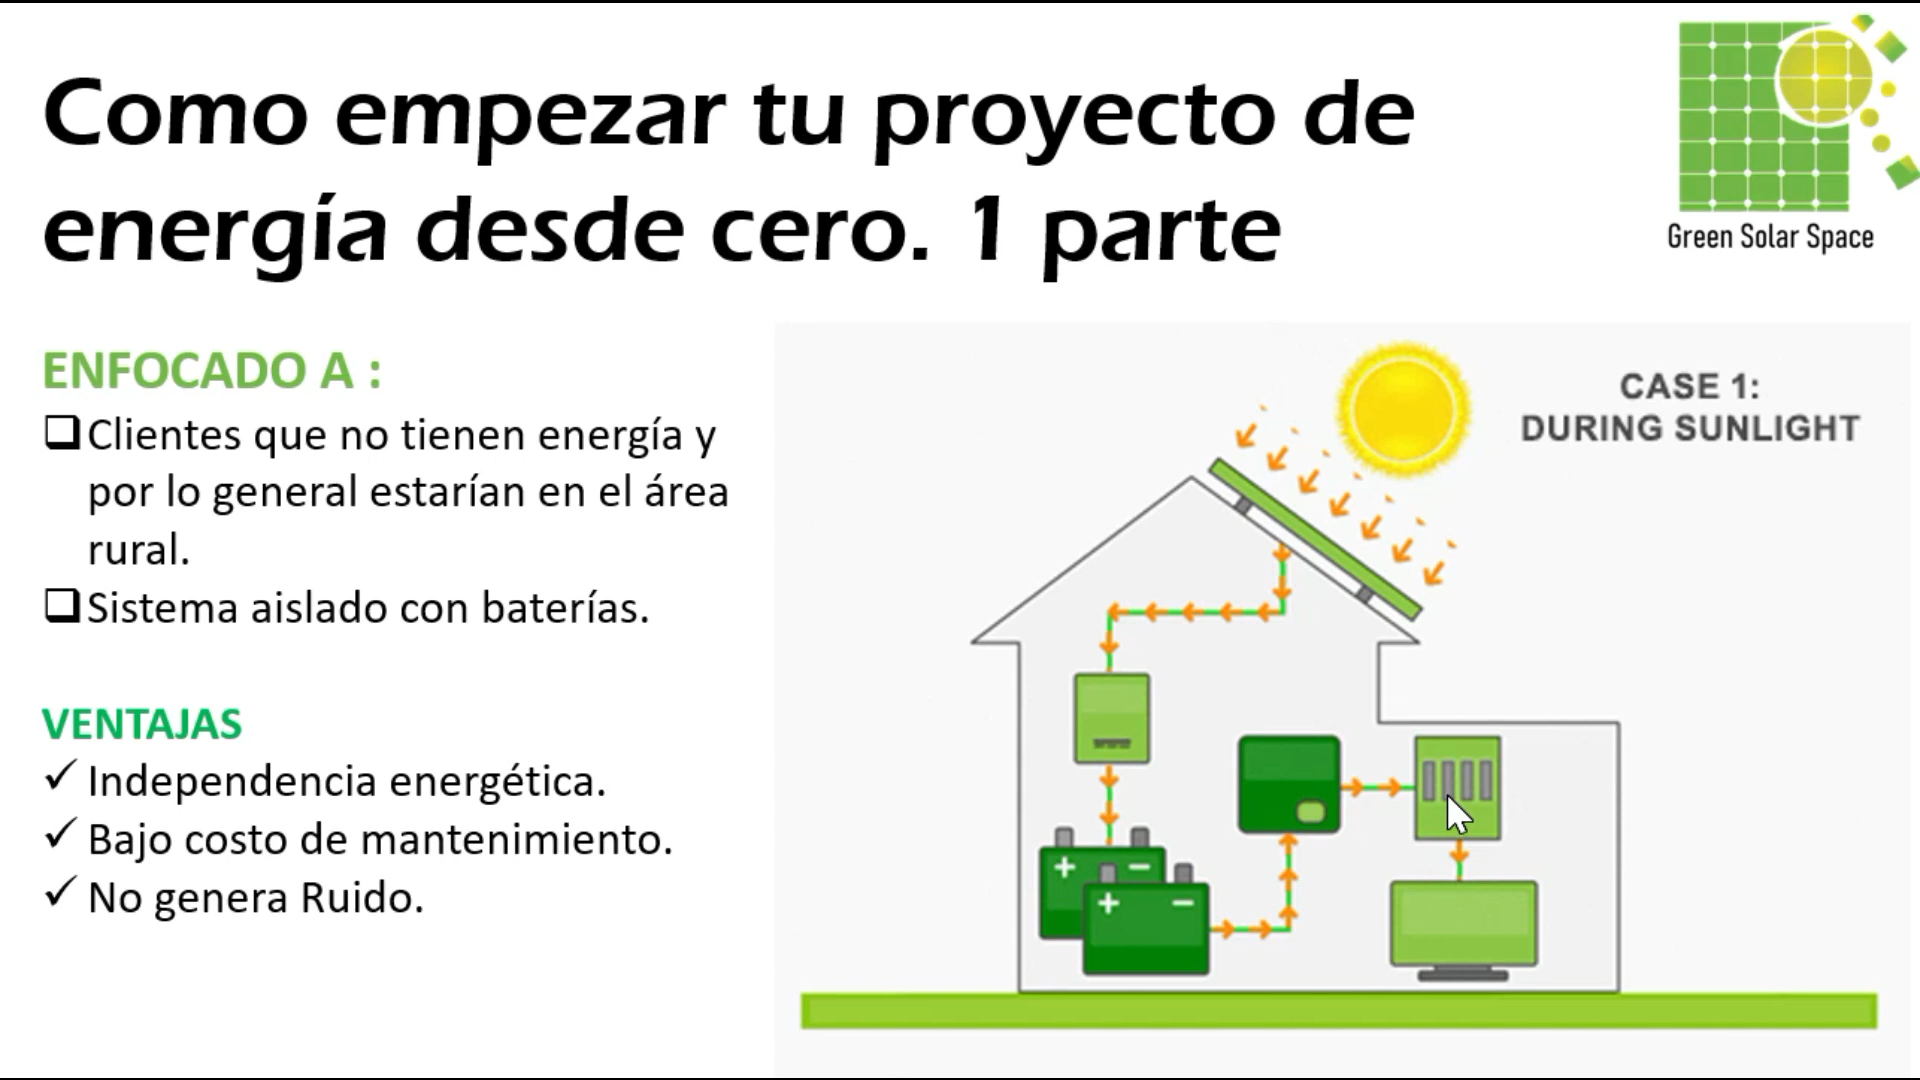 Como empezar tu proyecto de
energía desde cero. 1 parte
Green Solar Space
ENFOCADO A :
Clientes que no tienen energía y
por lo general estarían en el área
rural.
Sistema aislado con baterías.
VENTAJAS
Independencia energética.
Bajo costo de mantenimiento.
No genera Ruido.
CASE 1:
DURING SUNLIGHT
+ −
+ −